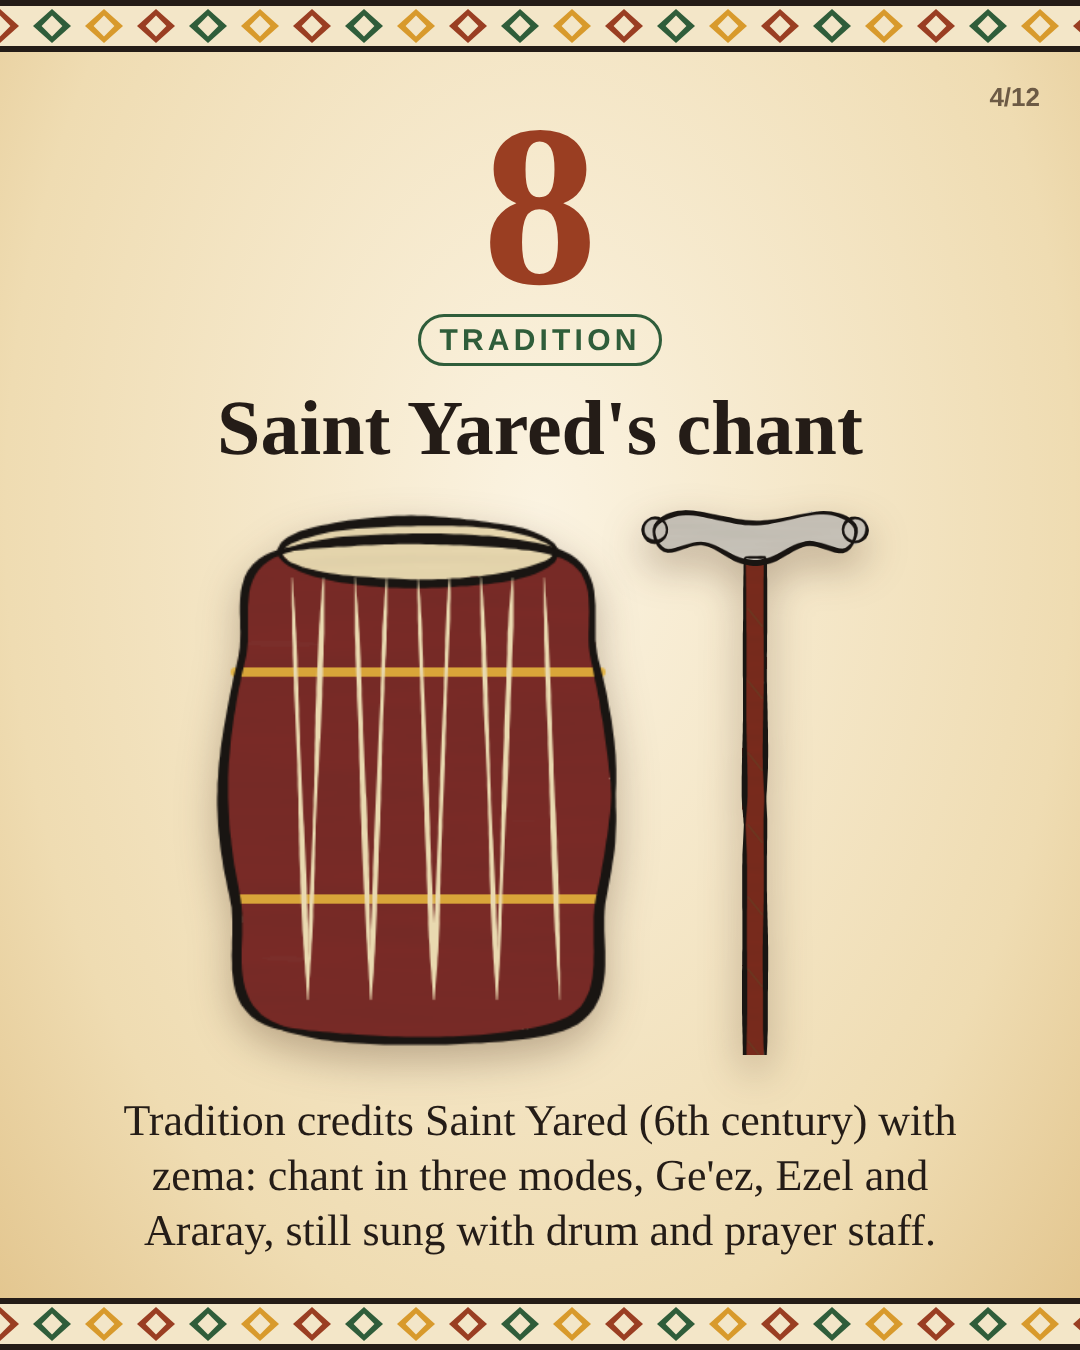 4/12
8
TRADITION
Saint Yared's chant
Tradition credits Saint Yared (6th century) with
zema: chant in three modes, Ge'ez, Ezel and
Araray, still sung with drum and prayer staff.